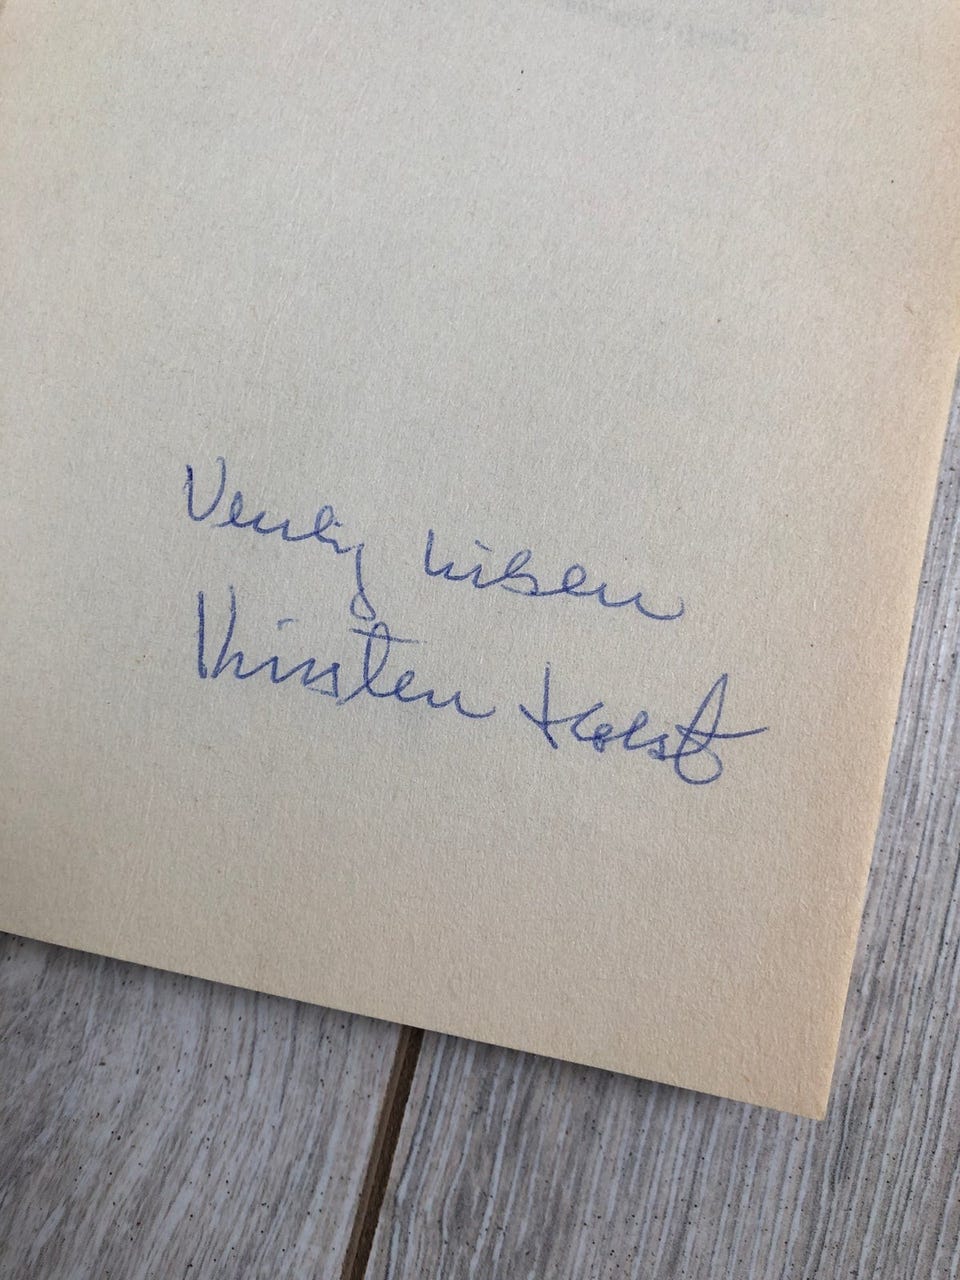 Venlig hilsen
Kirsten Holst